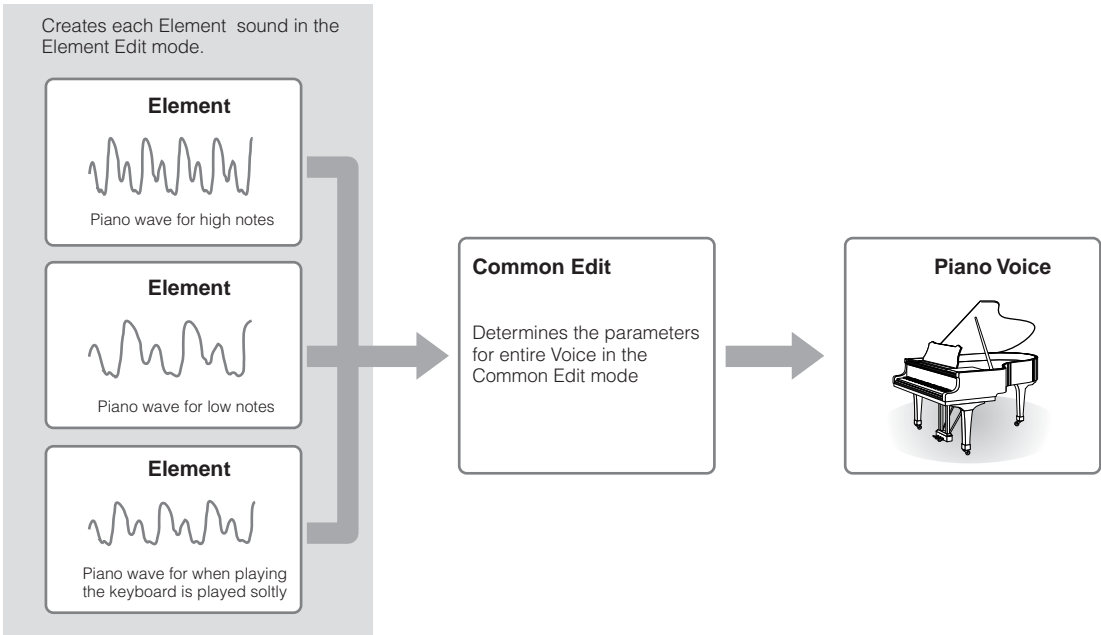 Creates each Element sound in the
Element Edit mode.
Element
Piano wave for high notes
Element
Piano wave for low notes
Element
Piano wave for when playing
the keyboard is played soltly
Common Edit
Determines the parameters
for entire Voice in the
Common Edit mode
Piano Voice